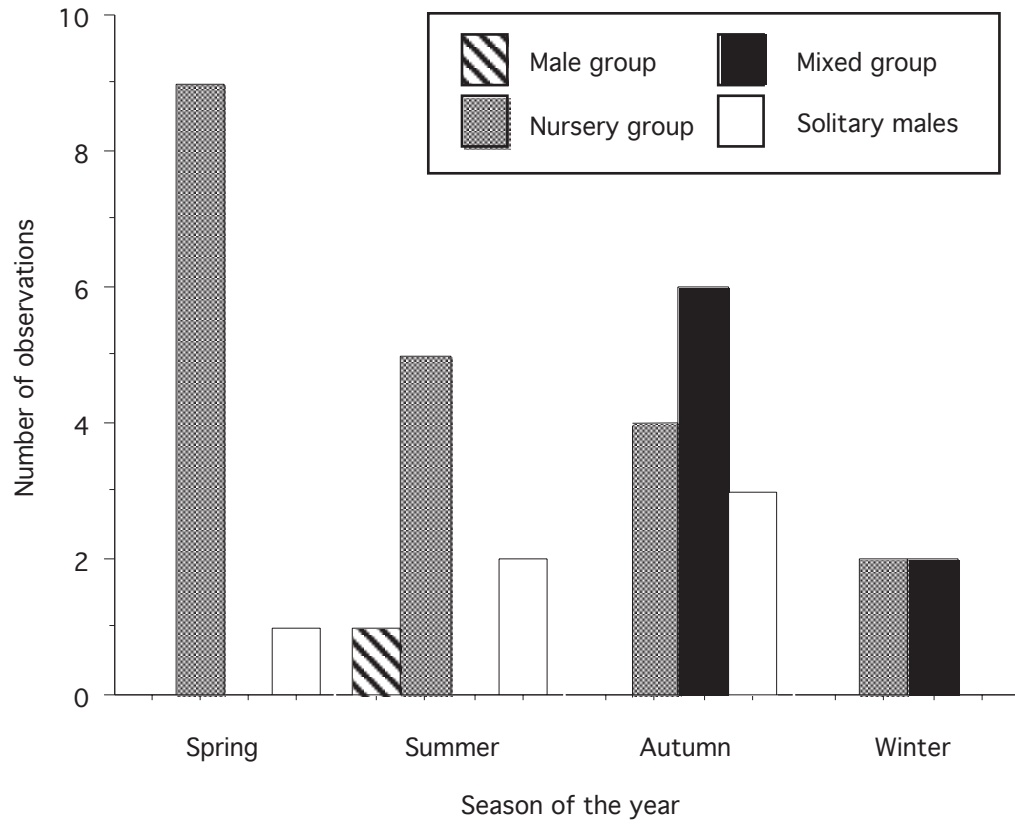 10
8
6
4
2
0
Number of observations
Male group
Mixed group
Nursery group
Solitary males
Spring
Summer
Autumn
Winter
Season of the year